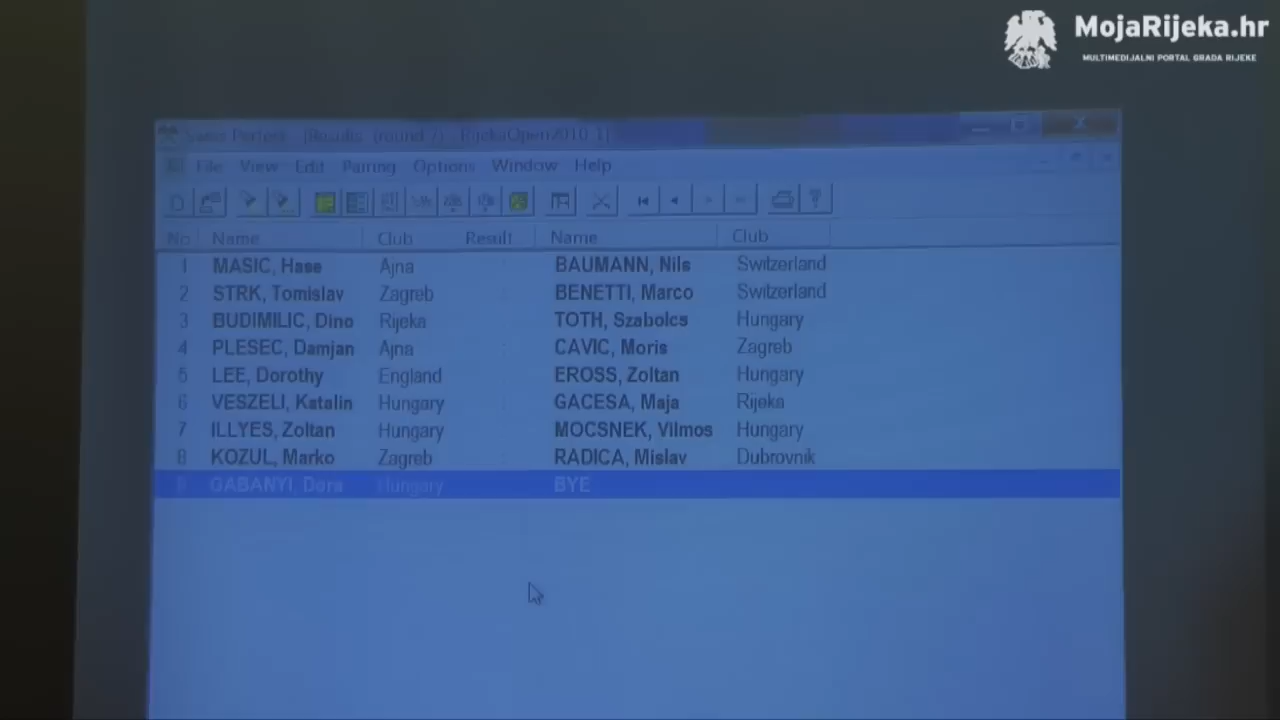 MojaRijeka.hr
MULTIMEDIJALNI PORTAL GRADA RIJEKE
File View Edit Pairing Options Window Help
No Name Club Result Name Club
1 MASIC, Hase Ajna BAUMANN, Nils Switzerland
2 STRK, Tomislav Zagreb BENETTI, Marco Switzerland
3 BUDIMILIC, Dino Rijeka TOTH, Szabolcs Hungary
4 PLESEC, Damjan Ajna CAVIC, Moris Zagreb
5 LEE, Dorothy England EROSS, Zoltan Hungary
6 VESZELI, Katalin Hungary GACESA, Maja Rijeka
7 ILLYES, Zoltan Hungary MOCSNEK, Vilmos Hungary
8 KOZUL, Marko Zagreb RADICA, Mislav Dubrovnik
GABANYI, Dora Hungary BYE